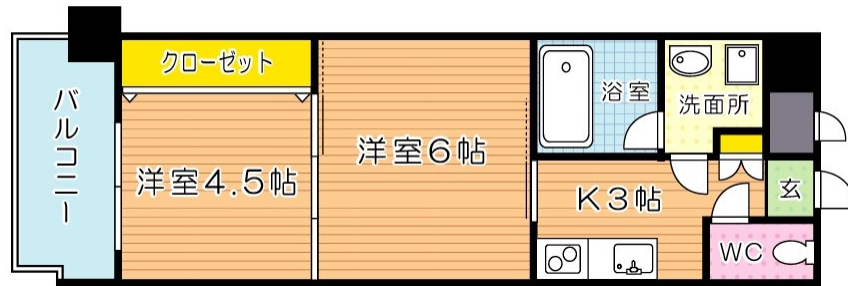 バルコニー
クローゼット
洋室4.5帖
洋室6帖
浴室
洗面所
K3帖
玄
WC